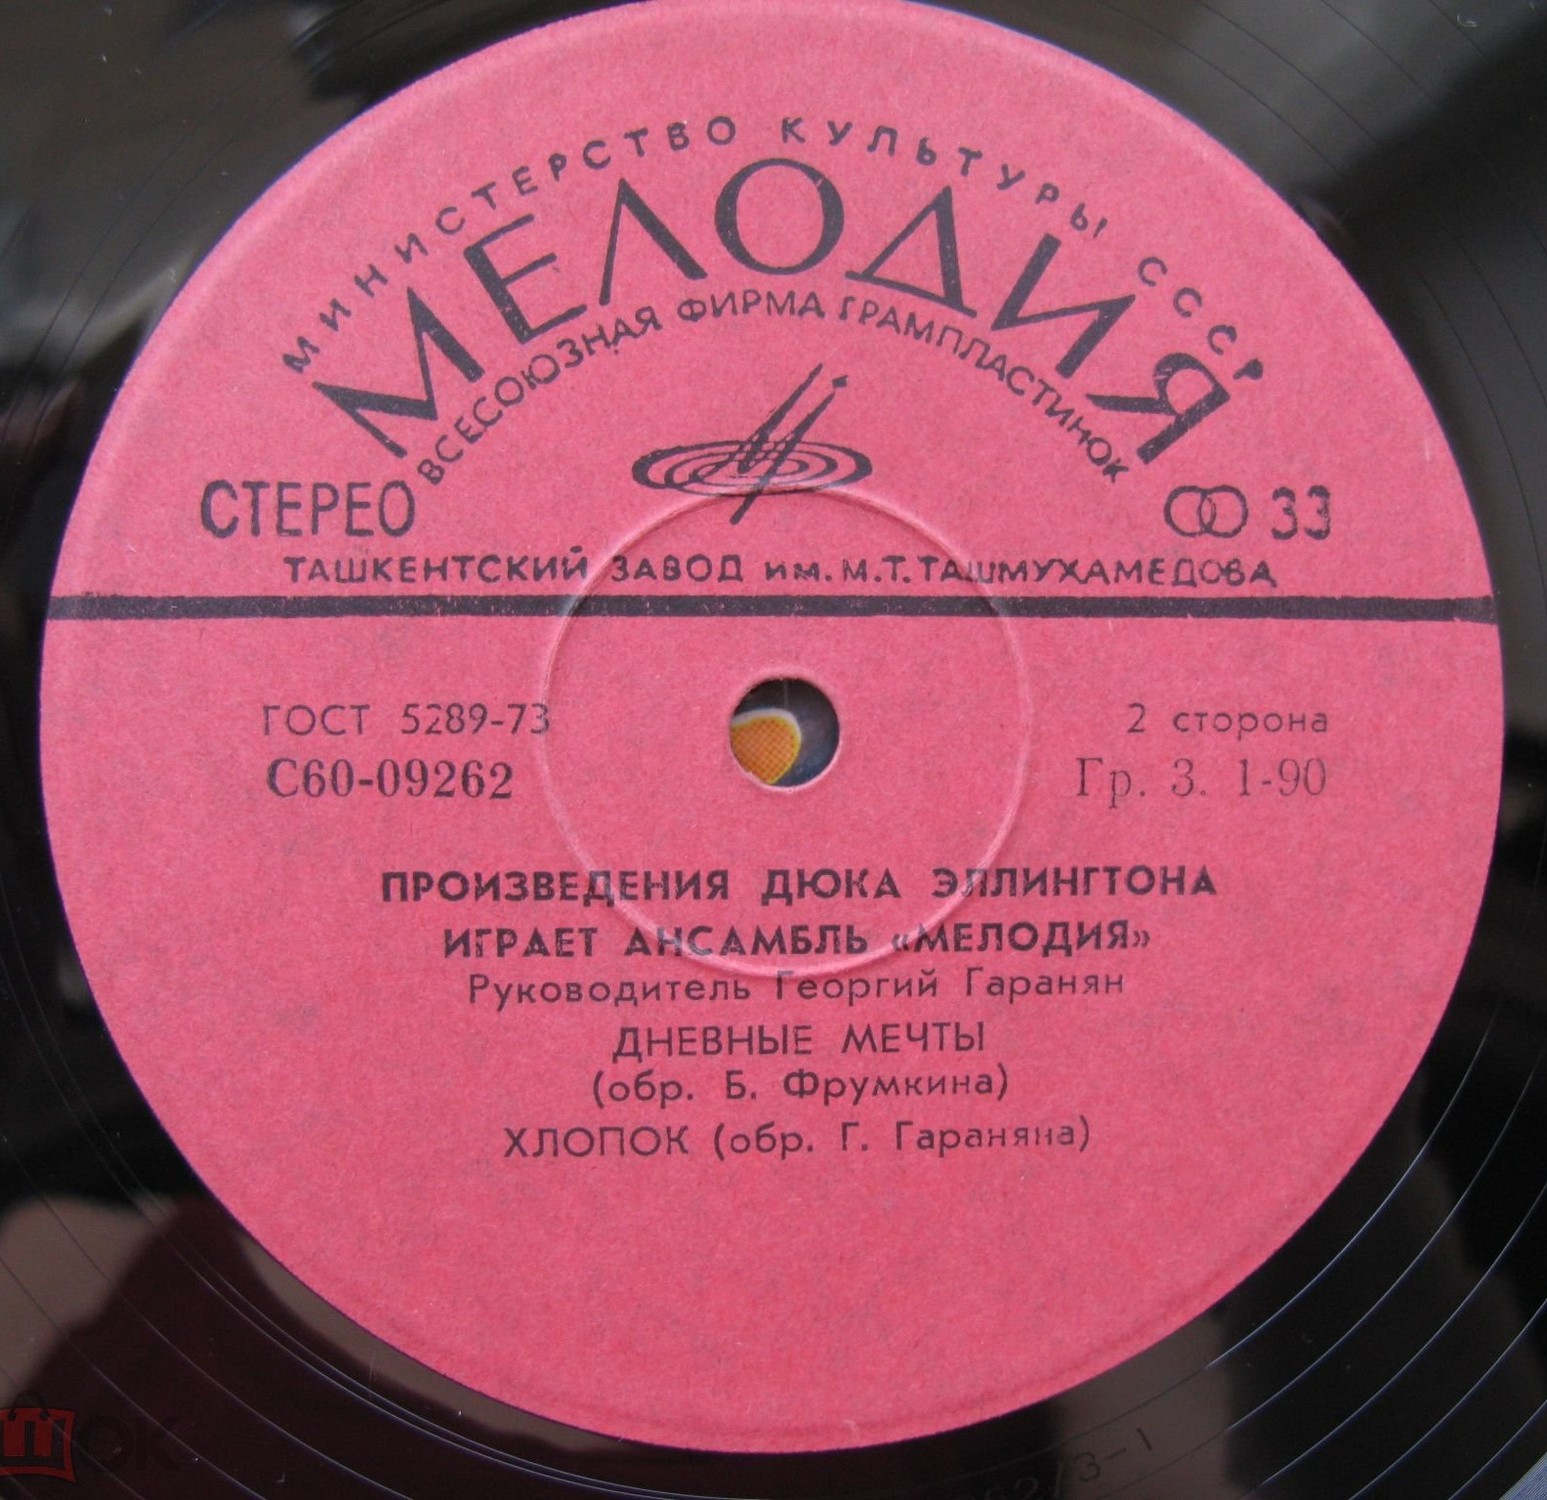 МИНИСТЕРСТВО КУЛЬТУРЫ СССР
МЕЛОДИЯ
ВСЕСОЮЗНАЯ ФИРМА ГРАМПЛАСТИНОК
СТЕРЕО
33
ТАШКЕНТСКИЙ ЗАВОД им. М.Т. ТАШМУХАМЕДОВА
ГОСТ 5289-73
2 сторона
С60-09262
Гр. 3. 1-90
ПРОИЗВЕДЕНИЯ ДЮКА ЭЛЛИНГТОНА
ИГРАЕТ АНСАМБЛЬ «МЕЛОДИЯ»
Руководитель Георгий Гаранян
ДНЕВНЫЕ МЕЧТЫ
(обр. Б. Фрумкина)
ХЛОПОК (обр. Г. Гараняна)